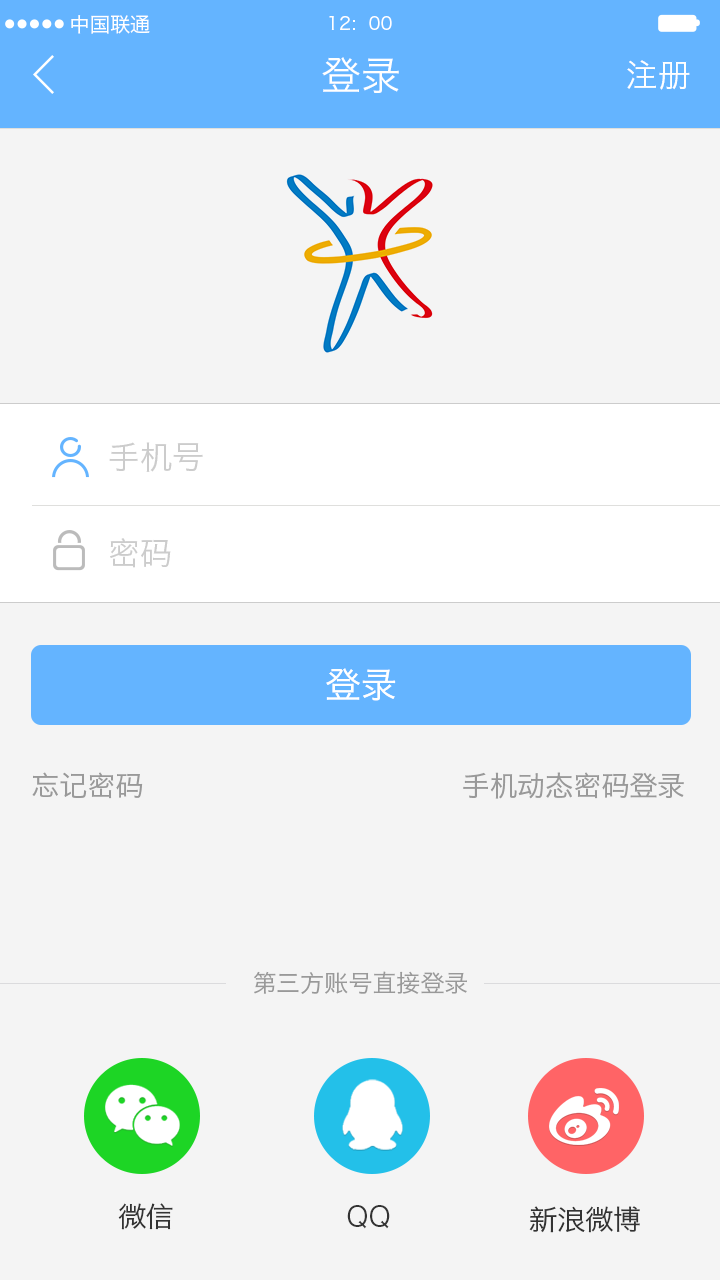 中国联通 12: 00
登录 注册
手机号
密码
登录
忘记密码 手机动态密码登录
第三方账号直接登录
微信 QQ 新浪微博